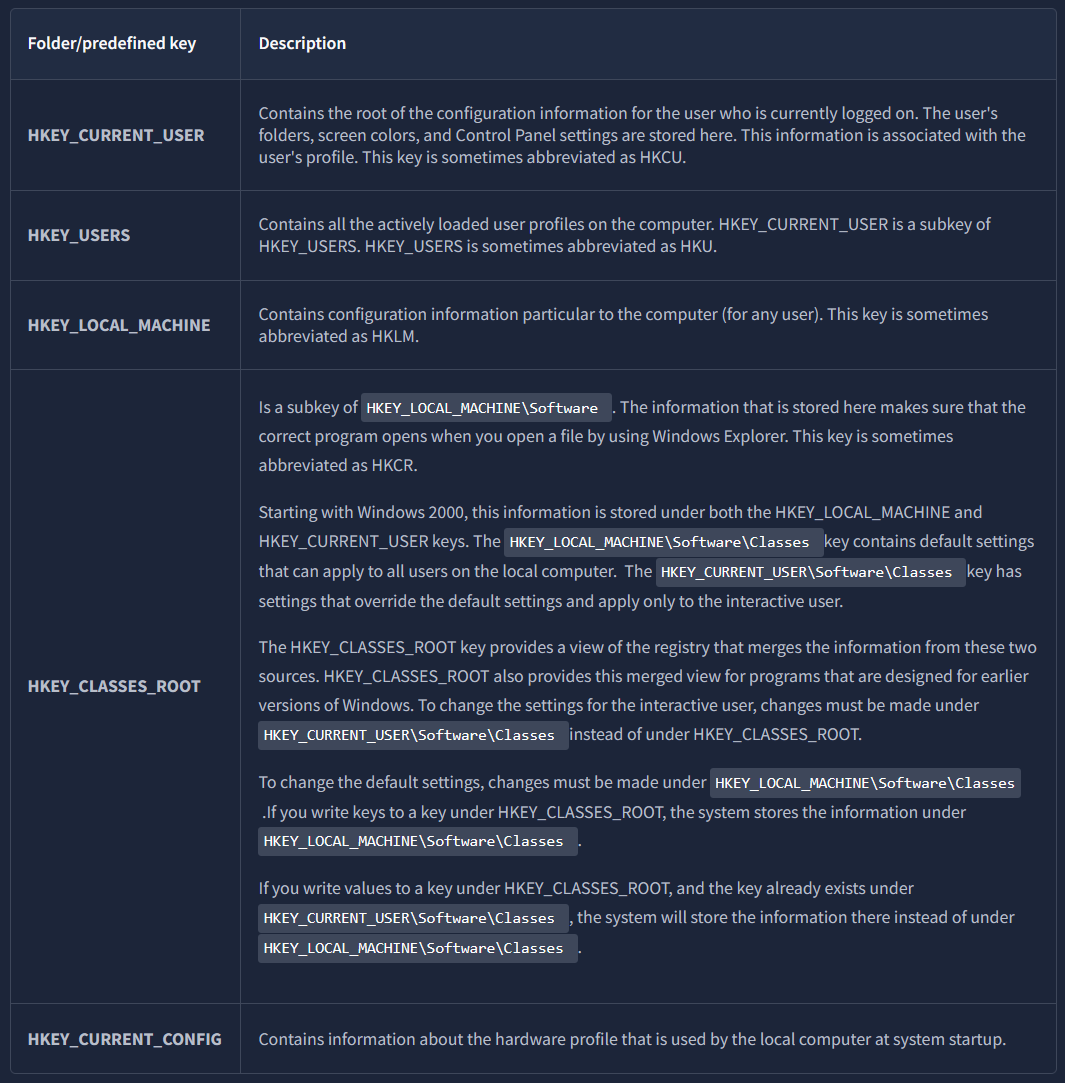 Folder/predefined key
Description
HKEY_CURRENT_USER
Contains the root of the configuration information for the user who is currently logged on. The user's
folders, screen colors, and Control Panel settings are stored here. This information is associated with the
user's profile. This key is sometimes abbreviated as HKCU.
HKEY_USERS
Contains all the actively loaded user profiles on the computer. HKEY_CURRENT_USER is a subkey of
HKEY_USERS. HKEY_USERS is sometimes abbreviated as HKU.
HKEY_LOCAL_MACHINE
Contains configuration information particular to the computer (for any user). This key is sometimes
abbreviated as HKLM.
HKEY_CLASSES_ROOT
Is a subkey of HKEY_LOCAL_MACHINE\Software . The information that is stored here makes sure that the
correct program opens when you open a file by using Windows Explorer. This key is sometimes
abbreviated as HKCR.
Starting with Windows 2000, this information is stored under both the HKEY_LOCAL_MACHINE and
HKEY_CURRENT_USER keys. The HKEY_LOCAL_MACHINE\Software\Classes key contains default settings
that can apply to all users on the local computer. The HKEY_CURRENT_USER\Software\Classes key has
settings that override the default settings and apply only to the interactive user.
The HKEY_CLASSES_ROOT key provides a view of the registry that merges the information from these two
sources. HKEY_CLASSES_ROOT also provides this merged view for programs that are designed for earlier
versions of Windows. To change the settings for the interactive user, changes must be made under
HKEY_CURRENT_USER\Software\Classes instead of under HKEY_CLASSES_ROOT.
To change the default settings, changes must be made under HKEY_LOCAL_MACHINE\Software\Classes
.If you write keys to a key under HKEY_CLASSES_ROOT, the system stores the information under
HKEY_LOCAL_MACHINE\Software\Classes .
If you write values to a key under HKEY_CLASSES_ROOT, and the key already exists under
HKEY_CURRENT_USER\Software\Classes , the system will store the information there instead of under
HKEY_LOCAL_MACHINE\Software\Classes .
HKEY_CURRENT_CONFIG
Contains information about the hardware profile that is used by the local computer at system startup.